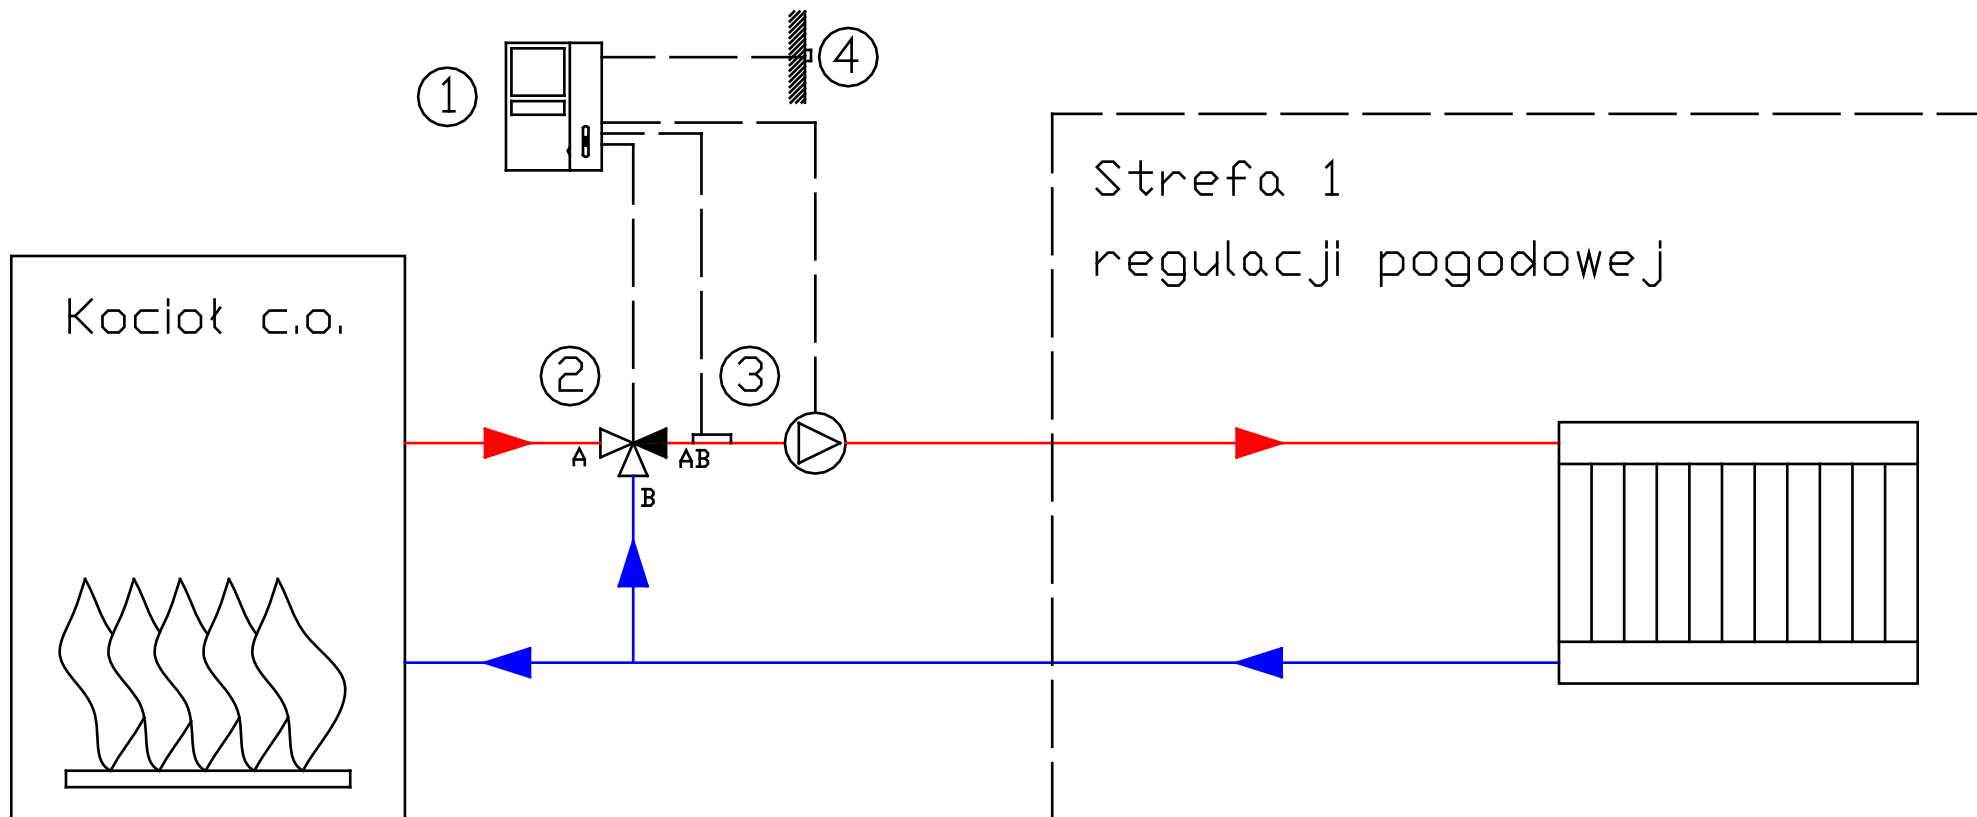 4
1
Strefa 1
regulacji pogodowej
Kocioł c.o.
2
3
A
AB
B